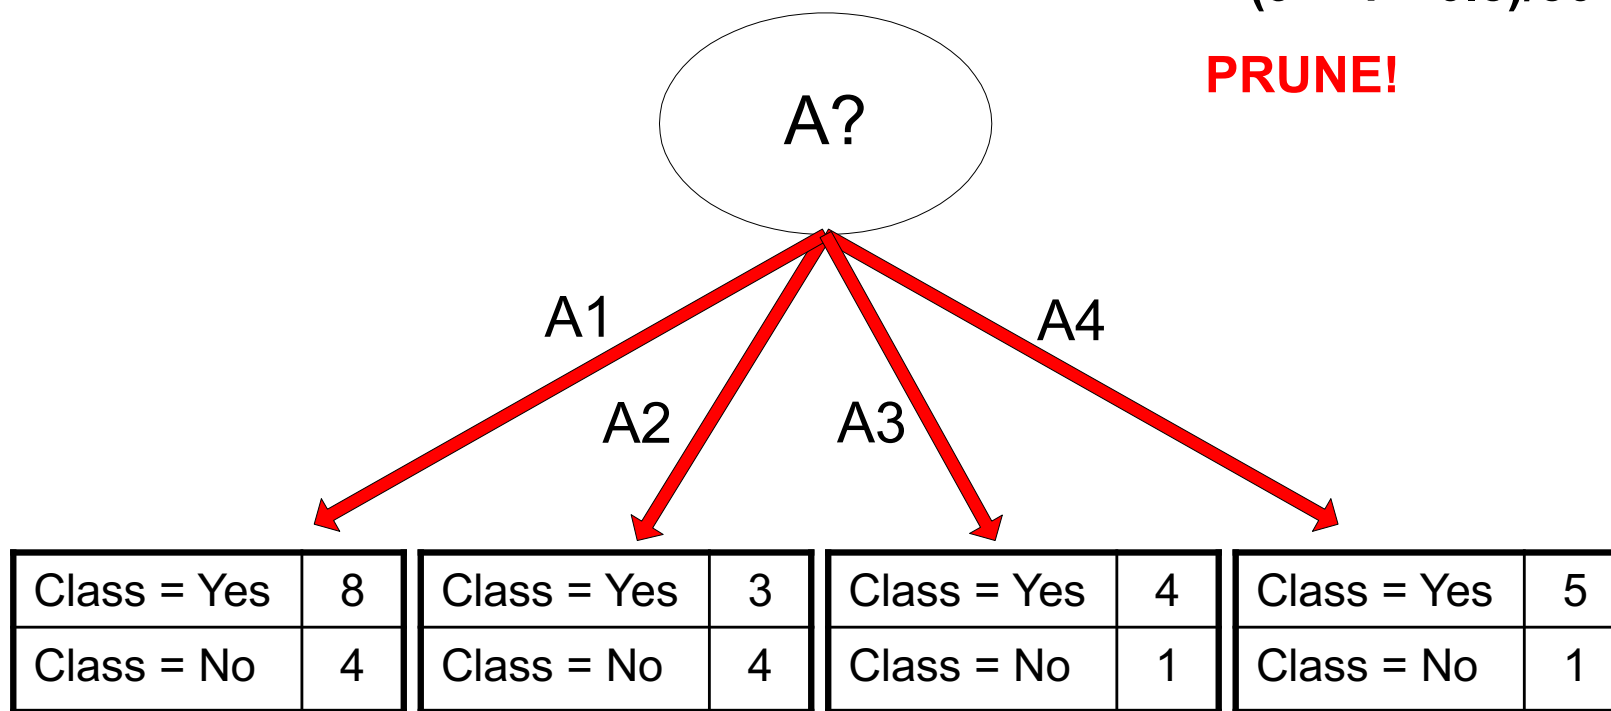 PRUNE!
A?
A1
A4
A2
A3
Class = Yes 8 Class = Yes 3 Class = Yes 4 Class = Yes 5
Class = No 4 Class = No 4 Class = No 1 Class = No 1